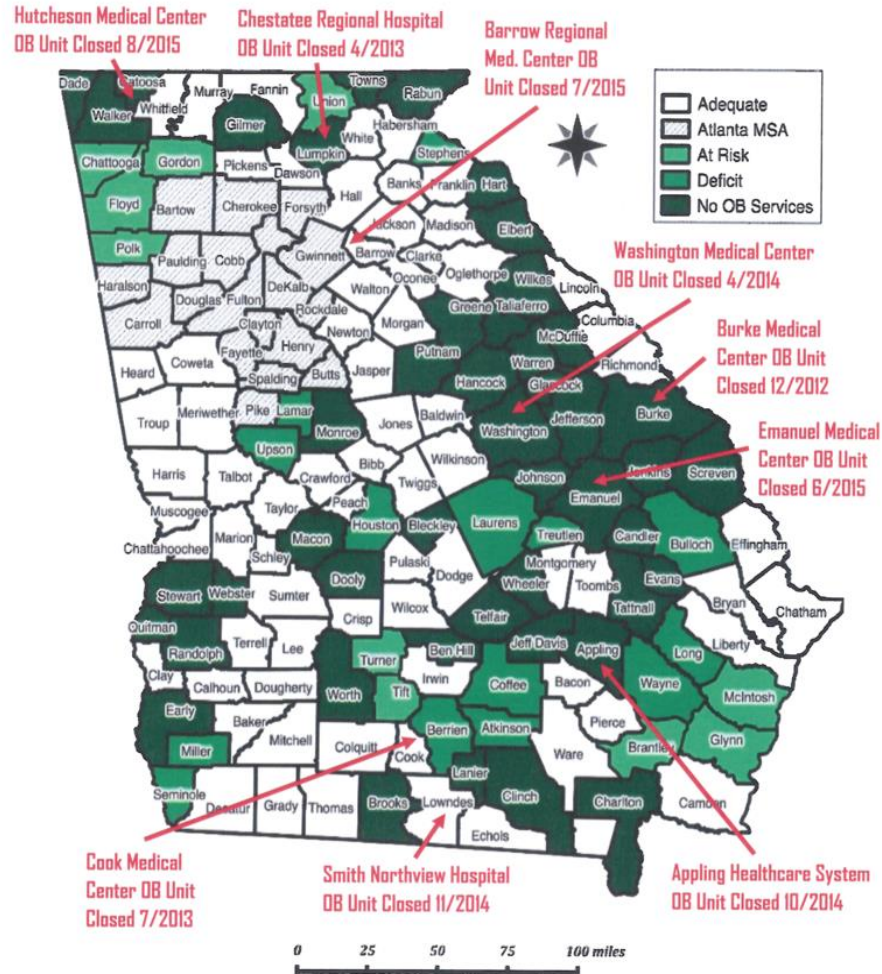 Hutcheson Medical Center
OB Unit Closed 8/2015
Chestatee Regional Hospital
OB Unit Closed 4/2013
Barrow Regional
Med. Center OB
Unit Closed 7/2015
Adequate
Atlanta MSA
At Risk
Deficit
No OB Services
Washington Medical Center
OB Unit Closed 4/2014
Burke Medical
Center OB Unit
Closed 12/2012
Emanuel Medical
Center OB Unit
Closed 6/2015
Dade
Catoosa
Walker
Whitfield
Murray
Fannin
Gilmer
Union
Towns
Rabun
White
Habersham
Lumpkin
Stephens
Chattooga
Gordon
Pickens
Dawson
Hall
Banks
Franklin
Hart
Floyd
Bartow
Cherokee
Forsyth
Jackson
Madison
Elbert
Polk
Paulding
Cobb
Gwinnett
Barrow
Clarke
Oconee
Oglethorpe
Wilkes
Lincoln
Haralson
Douglas
Fulton
DeKalb
Rockdale
Walton
Morgan
Greene
Taliaferro
Columbia
McDuffie
Carroll
Clayton
Fayette
Henry
Newton
Putnam
Warren
Richmond
Heard
Coweta
Spalding
Butts
Jasper
Hancock
Glascock
Troup
Meriwether
Pike
Lamar
Monroe
Jones
Baldwin
Washington
Jefferson
Burke
Upson
Harris
Talbot
Crawford
Bibb
Wilkinson
Twiggs
Johnson
Emanuel
Jenkins
Screven
Muscogee
Taylor
Peach
Houston
Bleckley
Laurens
Treutlen
Candler
Bulloch
Effingham
Chattahoochee
Marion
Schley
Macon
Pulaski
Dodge
Montgomery
Wheeler
Toombs
Evans
Tattnall
Bryan
Chatham
Stewart
Webster
Sumter
Dooly
Crisp
Wilcox
Telfair
Jeff Davis
Appling
Long
Liberty
Quitman
Randolph
Terrell
Lee
Turner
Ben Hill
Irwin
Coffee
Bacon
Wayne
McIntosh
Clay
Calhoun
Dougherty
Worth
Tift
Berrien
Atkinson
Pierce
Brantley
Glynn
Early
Baker
Miller
Mitchell
Colquitt
Cook
Ware
Lanier
Clinch
Charlton
Camden
Seminole
Decatur
Grady
Thomas
Brooks
Lowndes
Echols
Cook Medical
Center OB Unit
Closed 7/2013
Smith Northview Hospital
OB Unit Closed 11/2014
Appling Healthcare System
OB Unit Closed 10/2014
0 25 50 75 100 miles